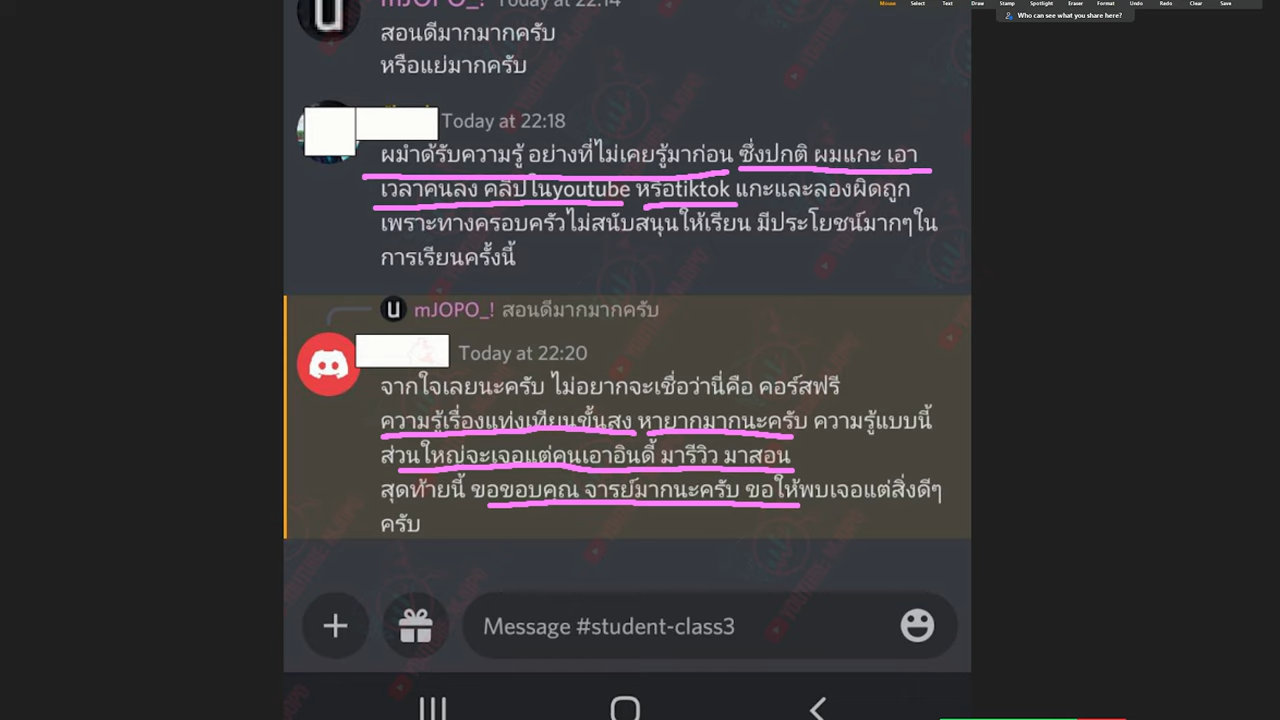 Mouse Select Text Draw Stamp Spotlight Eraser Format Undo Redo Clear Save
Who can see what you share here?
mJOPO_! Today at 22:14
สอนดีมากมากครับ
หรือแย่มากครับ
Today at 22:18
ผมำด้รับความรู้ อย่างที่ไม่เคยรู้มาก่อน ซึ่งปกติ ผมแกะ เอา
เวลาคนลง คลิปในyoutube หรือtiktok แกะและลองผิดถูก
เพราะทางครอบครัวไม่สนับสนุนให้เรียน มีประโยชน์มากๆใน
การเรียนครั้งนี้
mJOPO_! สอนดีมากมากครับ
Today at 22:20
จากใจเลยนะครับ ไม่อยากจะเชื่อว่านี่คือ คอร์สฟรี
ความรู้เรื่องแท่งเทียนขั้นสูง หายากมากนะครับ ความรู้แบบนี้
ส่วนใหญ่จะเจอแต่คนเอาอินดี้ มารีวิว มาสอน
สุดท้ายนี้ ขอขอบคุณ จารย์มากนะครับ ขอให้พบเจอแต่สิ่งดีๆ
ครับ
Message #student-class3